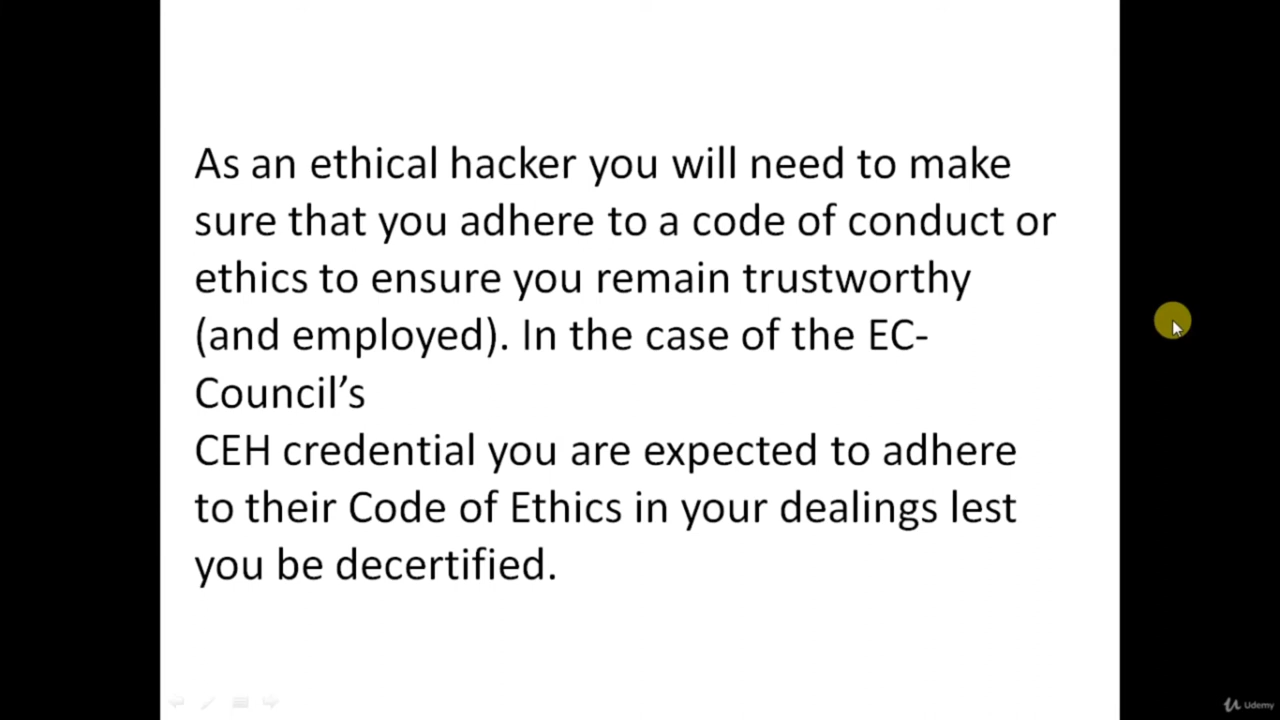 As an ethical hacker you will need to make
sure that you adhere to a code of conduct or
ethics to ensure you remain trustworthy
(and employed). In the case of the EC-
Council’s
CEH credential you are expected to adhere
to their Code of Ethics in your dealings lest
you be decertified.
Udemy